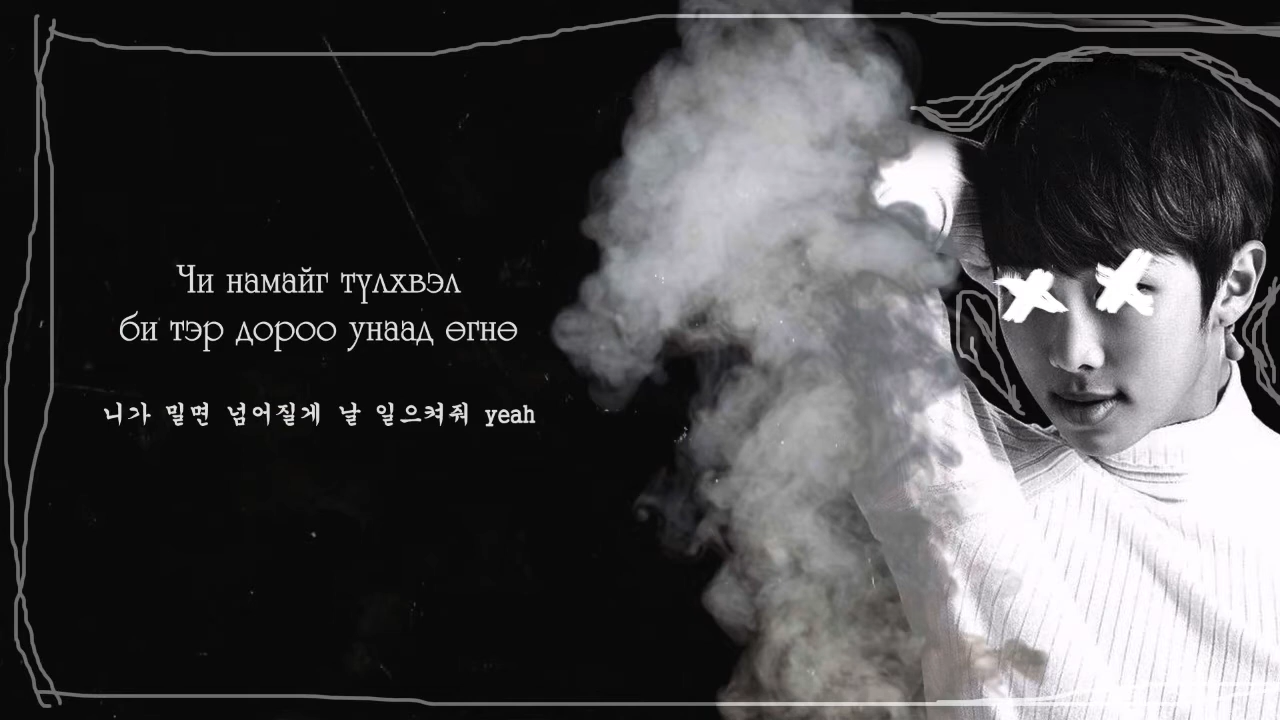 Чи намайг түлхвэл
би тэр дороо унаад өгнө
니가 밀면 넘어질게 날 일으켜줘 yeah